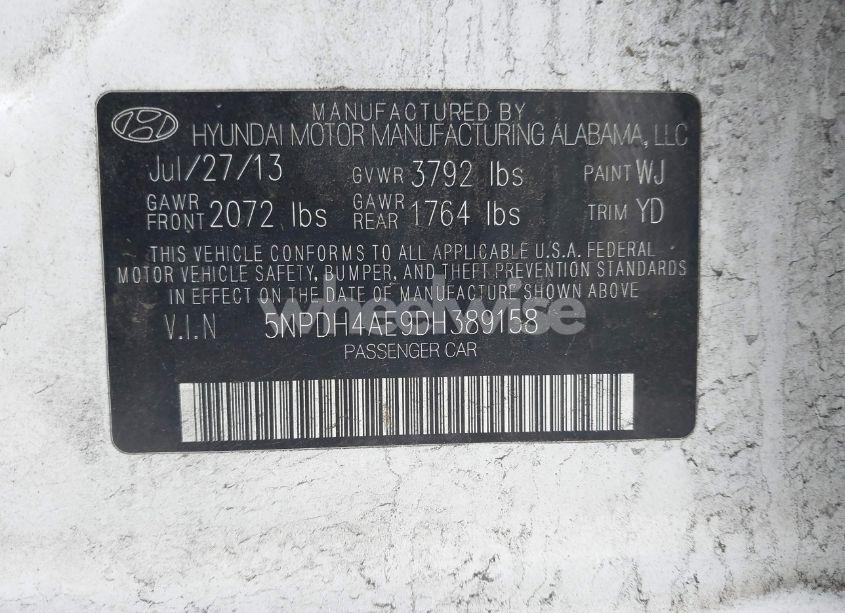 MANUFACTURED BY
HYUNDAI MOTOR MANUFACTURING ALABAMA, LLC
Jul/27/13 GVWR 3792 lbs PAINT WJ
GAWR FRONT 2072 lbs GAWR REAR 1764 lbs TRIM YD
THIS VEHICLE CONFORMS TO ALL APPLICABLE U.S.A. FEDERAL
MOTOR VEHICLE SAFETY, BUMPER, AND THEFT PREVENTION STANDARDS
IN EFFECT ON THE DATE OF MANUFACTURE SHOWN ABOVE
wheelwise
V.I.N 5NPDH4AE9DH389158
PASSENGER CAR